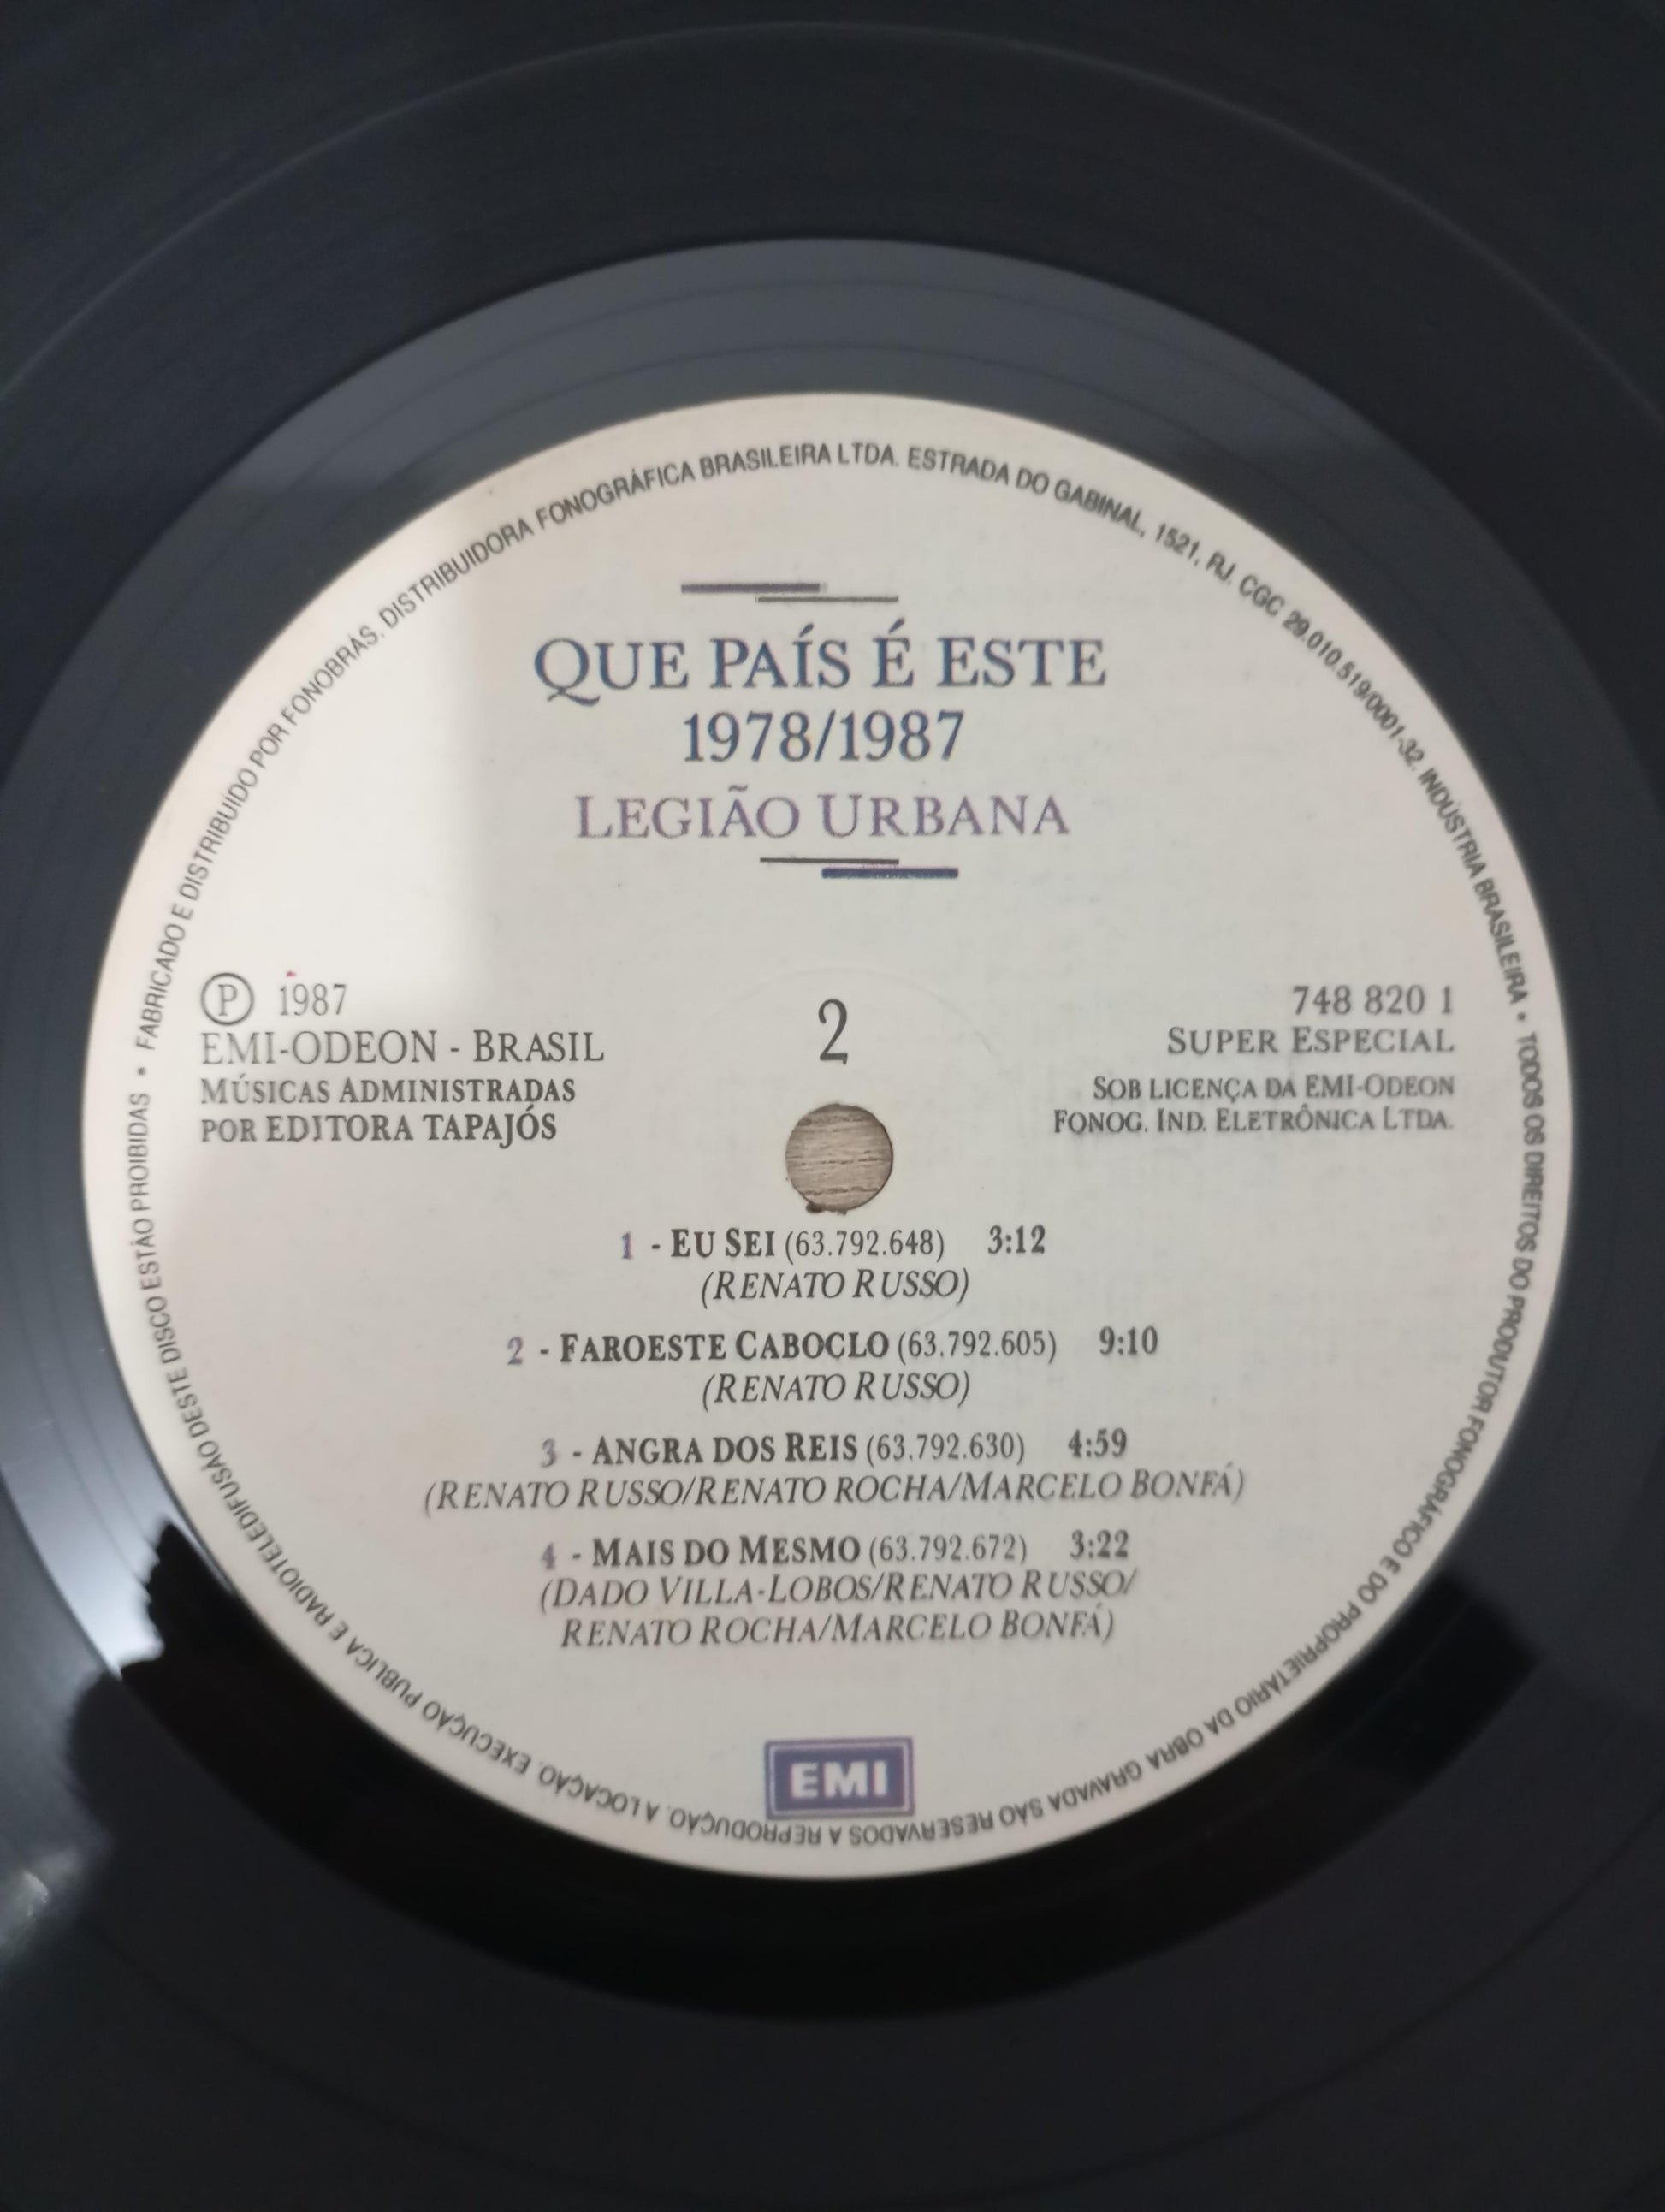 FABRICADO E DISTRIBUIDO POR FONOBRÁS. DISTRIBUIDORA FONOGRÁFICA BRASILEIRA LTDA. ESTRADA DO GABINAL, 1521, RJ. CGC 29.010.519/0001-32. INDÚSTRIA BRASILEIRA • TODOS OS DIREITOS DO PRODUTOR FONOGRÁFICO E DO PROPRIETÁRIO DA OBRA GRAVADA SÃO RESERVADOS A REPRODUÇÃO. A LOCAÇÃO. EXECUÇÃO PUBLICA E RADIOTELEDIFUSÃO DESTE DISCO ESTÃO PROIBIDAS •
QUE PAÍS É ESTE
1978/1987
LEGIÃO URBANA
Ⓟ 1987
EMI-ODEON - BRASIL
MÚSICAS ADMINISTRADAS
POR EDITORA TAPAJÓS
2
748 820 1
SUPER ESPECIAL
SOB LICENÇA DA EMI-ODEON
FONOG. IND. ELETRÔNICA LTDA.
1 - EU SEI (63.792.648) 3:12
(RENATO RUSSO)
2 - FAROESTE CABOCLO (63.792.605) 9:10
(RENATO RUSSO)
3 - ANGRA DOS REIS (63.792.630) 4:59
(RENATO RUSSO/RENATO ROCHA/MARCELO BONFÁ)
4 - MAIS DO MESMO (63.792.672) 3:22
(DADO VILLA-LOBOS/RENATO RUSSO/
RENATO ROCHA/MARCELO BONFÁ)
EMI